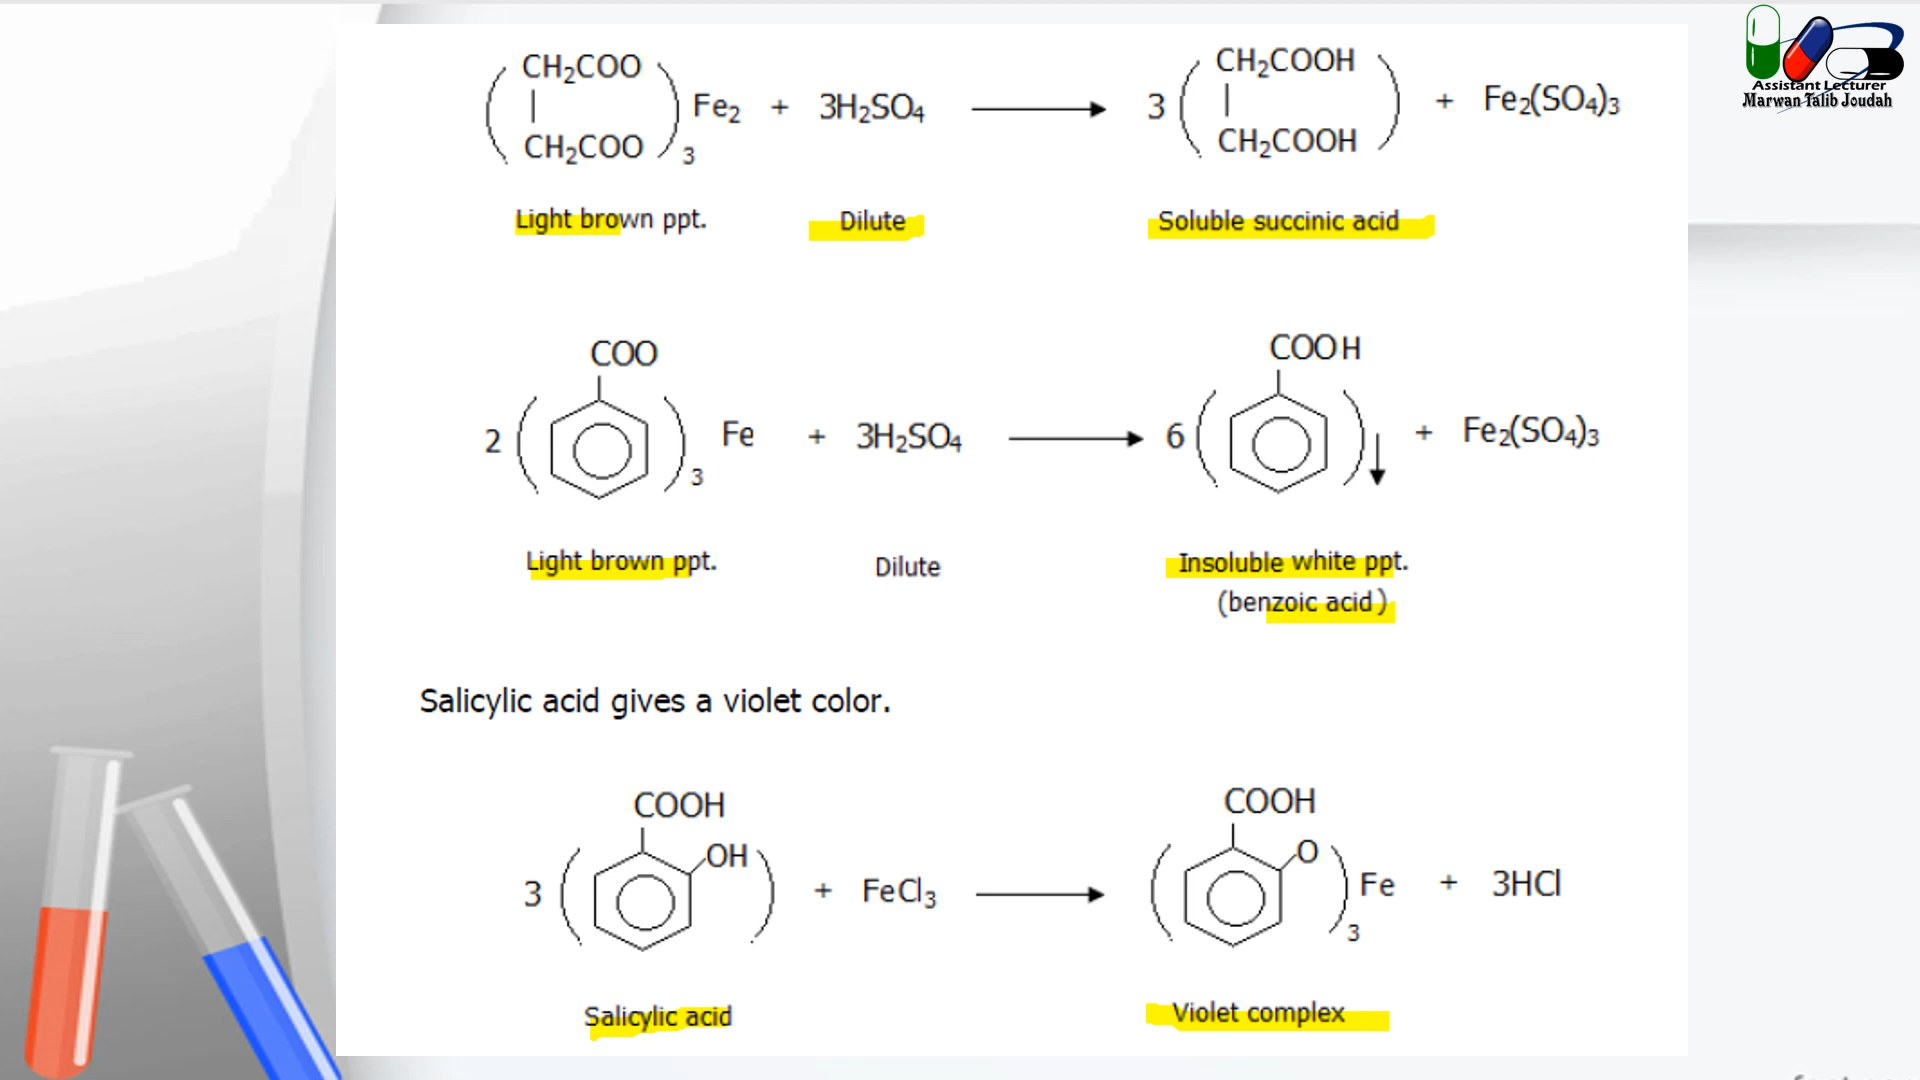 Assistant Lecturer
Marwan Talib Joudah
CH₂COO CH₂COOH
( | )₃ Fe₂ + 3H₂SO₄ → 3 ( | ) + Fe₂(SO₄)₃
CH₂COO CH₂COOH
Light brown ppt. Dilute Soluble succinic acid
COO COOH
2 ( )₃ Fe + 3H₂SO₄ → 6 ( )↓ + Fe₂(SO₄)₃
Light brown ppt. Dilute Insoluble white ppt.
(benzoic acid)
Salicylic acid gives a violet color.
COOH COOH
OH O
3 ( ) + FeCl₃ → ( )₃ Fe + 3HCl
Salicylic acid Violet complex